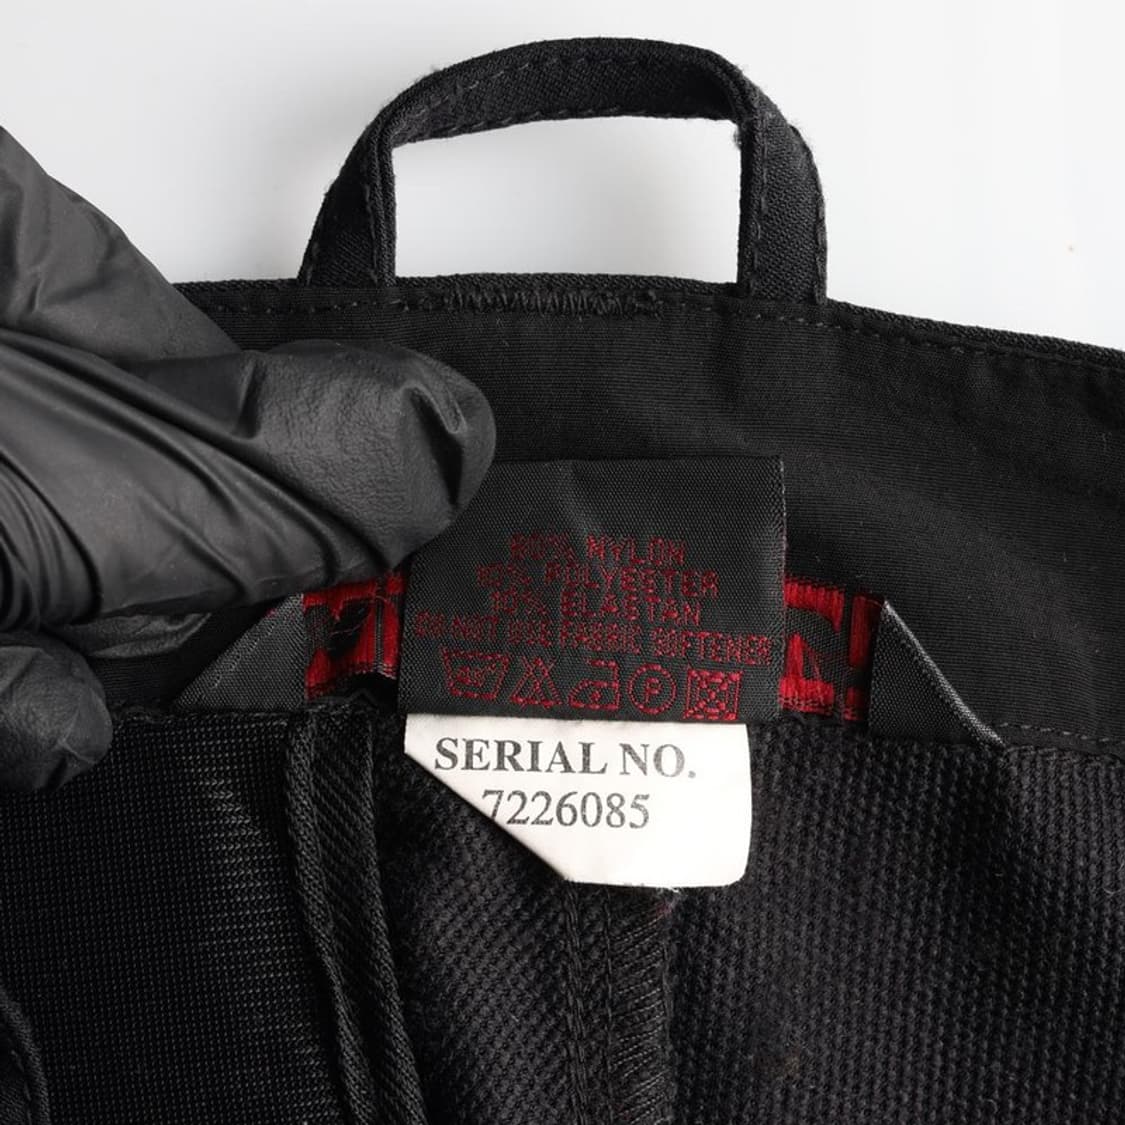 80% NYLON
10% POLYESTER
10% ELASTAN
DO NOT USE FABRIC SOFTENER
P
SERIAL NO.
7226085